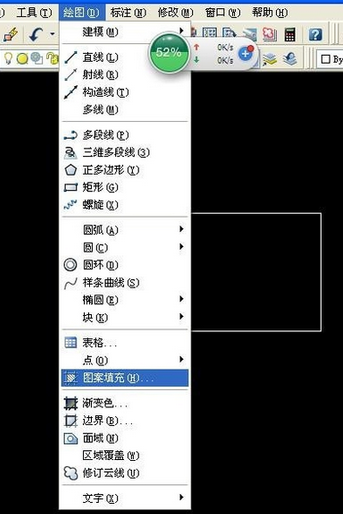 工具(T) 绘图(D) 标注(N) 修改(M) 窗口(W) 帮助(H)
建模(M)
52%
0K/s
0K/s
直线(L)
By
射线(R)
构造线(T)
多线(M)
多段线(P)
三维多段线(3)
正多边形(Y)
矩形(G)
螺旋(X)
圆弧(A)
圆(C)
圆环(D)
样条曲线(S)
椭圆(E)
块(K)
表格...
点(O)
图案填充(H)...
渐变色...
边界(B)...
面域(N)
区域覆盖(W)
修订云线(U)
文字(X)